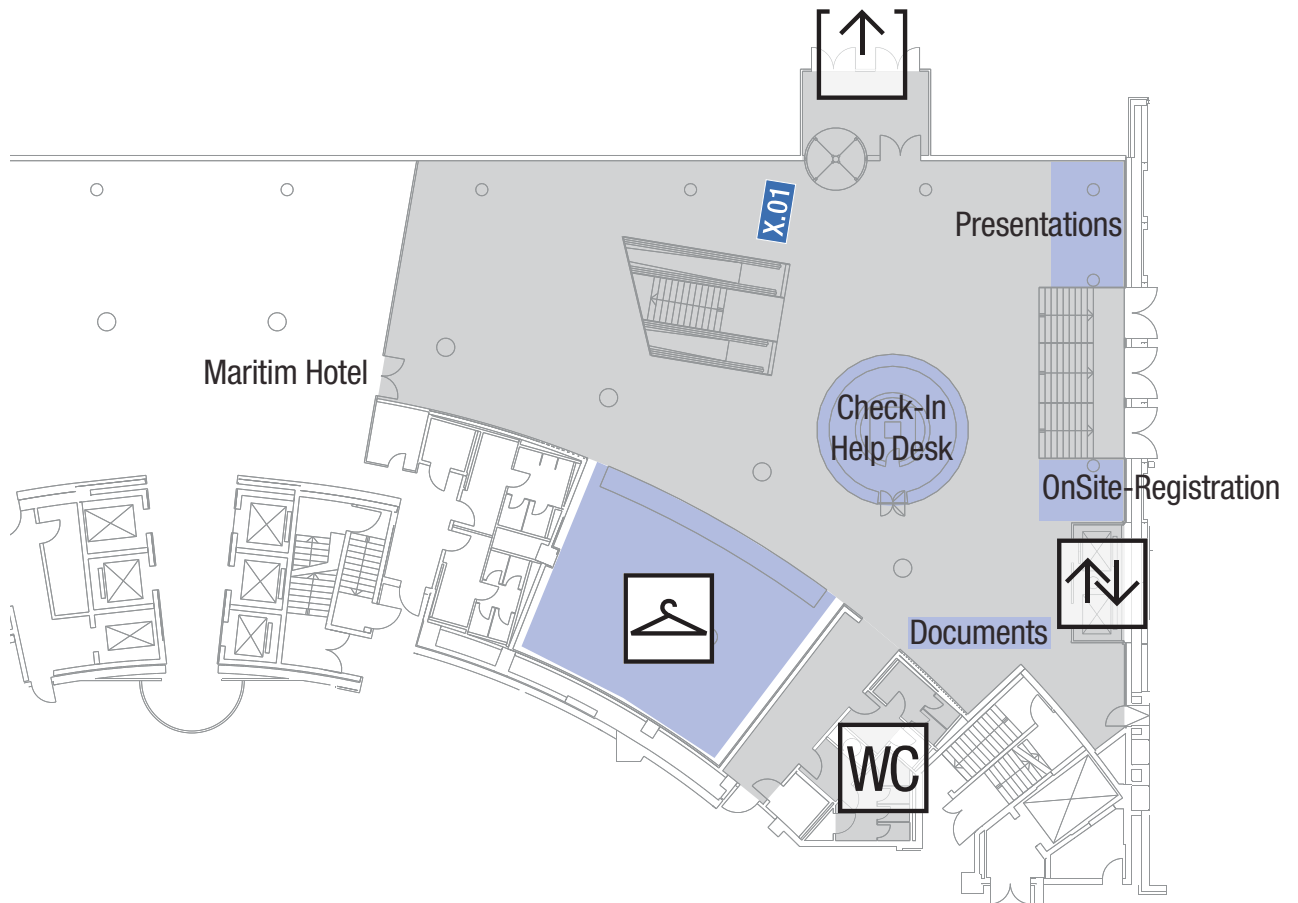 X.01
Presentations
Maritim Hotel
Check-In
Help Desk
OnSite-Registration
Documents
WC